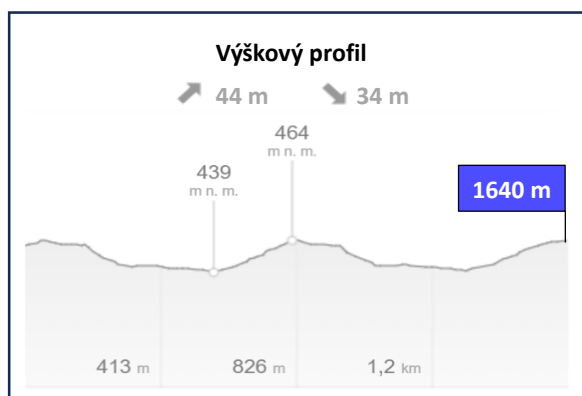 Výškový profil
44 m 34 m
464
m n. m.
439
m n. m.
1640 m
413 m 826 m 1,2 km